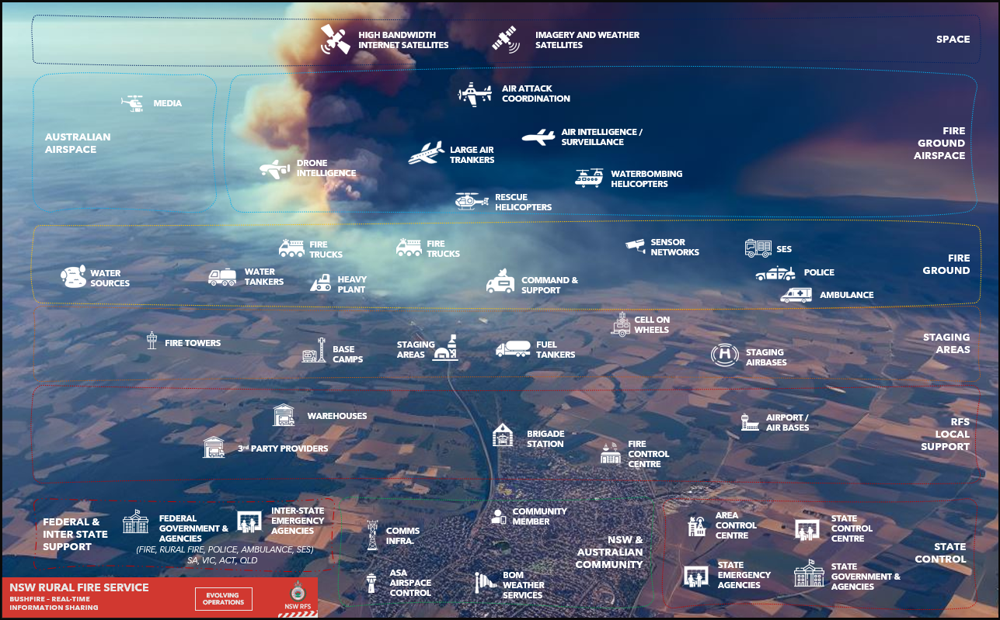 HIGH BANDWIDTH
INTERNET SATELLITES
IMAGERY AND WEATHER
SATELLITES
SPACE
AUSTRALIAN
AIRSPACE
MEDIA
AIR ATTACK
COORDINATION
AIR INTELLIGENCE /
SURVEILLANCE
LARGE AIR
TRANKERS
DRONE
INTELLIGENCE
WATERBOMBING
HELICOPTERS
RESCUE
HELICOPTERS
FIRE
GROUND
AIRSPACE
FIRE
TRUCKS
FIRE
TRUCKS
SENSOR
NETWORKS
SES
WATER
SOURCES
WATER
TANKERS
HEAVY
PLANT
COMMAND &
SUPPORT
POLICE
AMBULANCE
FIRE
GROUND
FIRE TOWERS
BASE
CAMPS
STAGING
AREAS
FUEL
TANKERS
CELL ON
WHEELS
STAGING
AIRBASES
STAGING
AREAS
WAREHOUSES
3rd PARTY PROVIDERS
BRIGADE
STATION
FIRE
CONTROL
CENTRE
AIRPORT /
AIR BASES
RFS
LOCAL
SUPPORT
FEDERAL &
INTER STATE
SUPPORT
FEDERAL
GOVERNMENT &
AGENCIES
INTER-STATE
EMERGENCY
AGENCIES
(FIRE, RURAL FIRE, POLICE, AMBULANCE, SES)
SA, VIC, ACT, QLD
COMMS
INFRA.
COMMUNITY
MEMBER
ASA
AIRSPACE
CONTROL
BOM
WEATHER
SERVICES
NSW &
AUSTRALIAN
COMMUNITY
AREA
CONTROL
CENTRE
STATE
CONTROL
CENTRE
STATE
EMERGENCY
AGENCIES
STATE
GOVERNMENT &
AGENCIES
STATE
CONTROL
NSW RURAL FIRE SERVICE
BUSHFIRE – REAL-TIME
INFORMATION SHARING
EVOLVING
OPERATIONS
NSW RFS